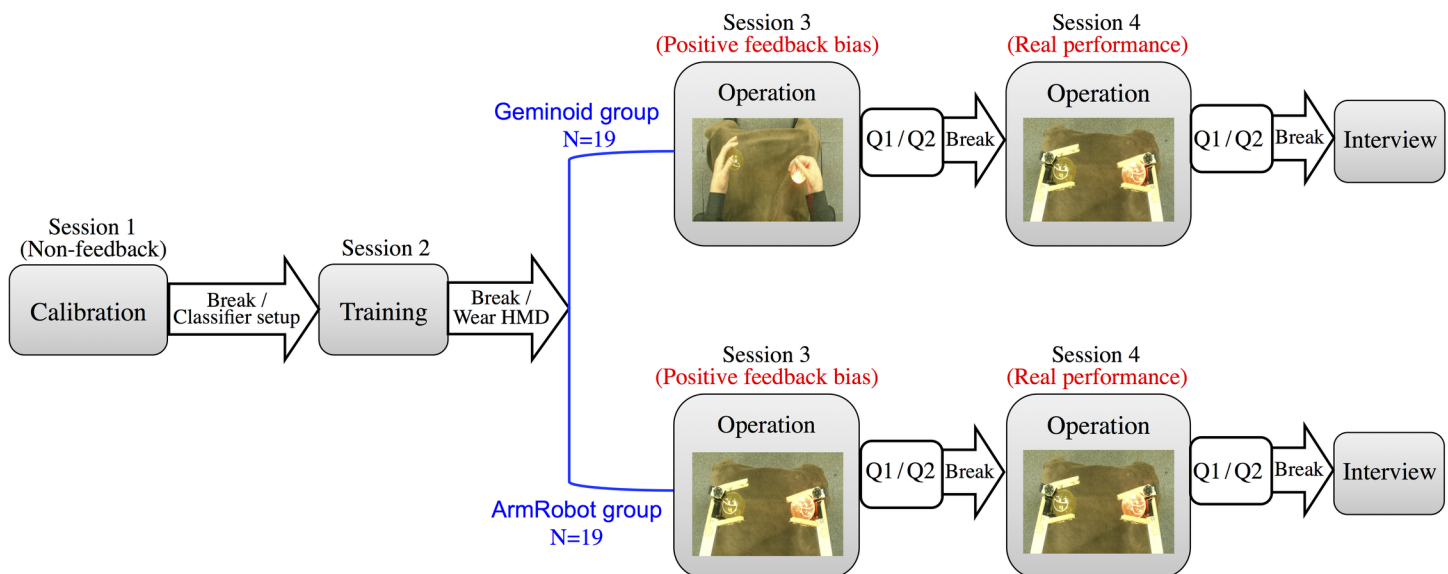 Session 1
(Non-feedback)
Calibration
Break /
Classifier setup
Session 2
Training
Break /
Wear HMD
Geminoid group
N=19
Session 3
(Positive feedback bias)
Operation
Q1 / Q2
Break
Session 4
(Real performance)
Operation
Q1 / Q2
Break
Interview
ArmRobot group
N=19
Session 3
(Positive feedback bias)
Operation
Q1 / Q2
Break
Session 4
(Real performance)
Operation
Q1 / Q2
Break
Interview